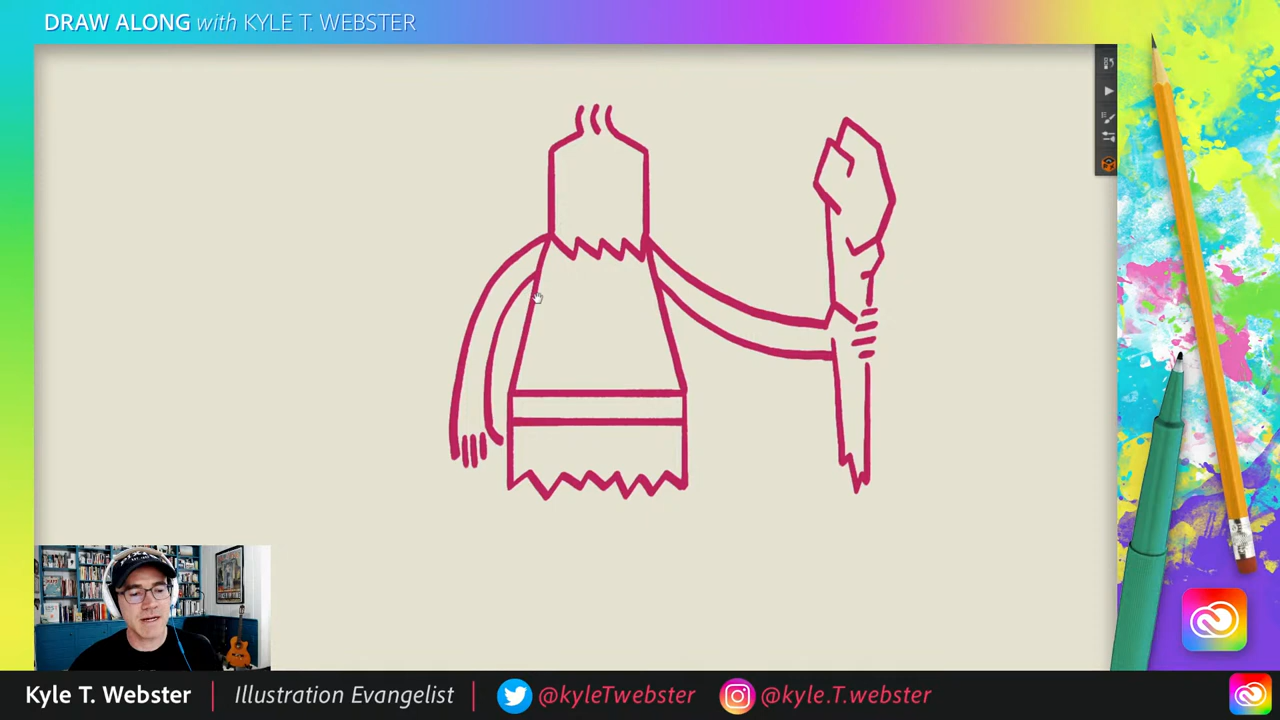 DRAW ALONG with KYLE T. WEBSTER
Kyle T. Webster | Illustration Evangelist @kyleTwebster @kyle.T.webster